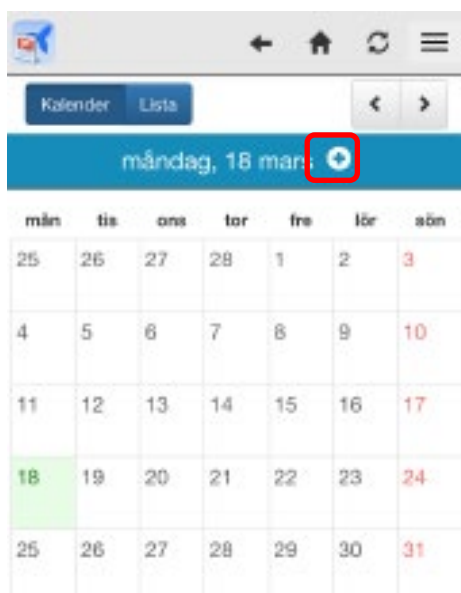 Kalender Lista
måndag, 18 mars
mån tis ons tor fre lör sön
25 26 27 28 1 2 3
4 5 6 7 8 9 10
11 12 13 14 15 16 17
18 19 20 21 22 23 24
25 26 27 28 29 30 31